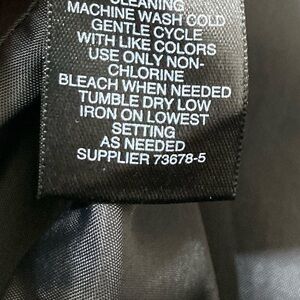 CLEANING
MACHINE WASH COLD
GENTLE CYCLE
WITH LIKE COLORS
USE ONLY NON-
CHLORINE
BLEACH WHEN NEEDED
TUMBLE DRY LOW
IRON ON LOWEST
SETTING
AS NEEDED
SUPPLIER 73678-5